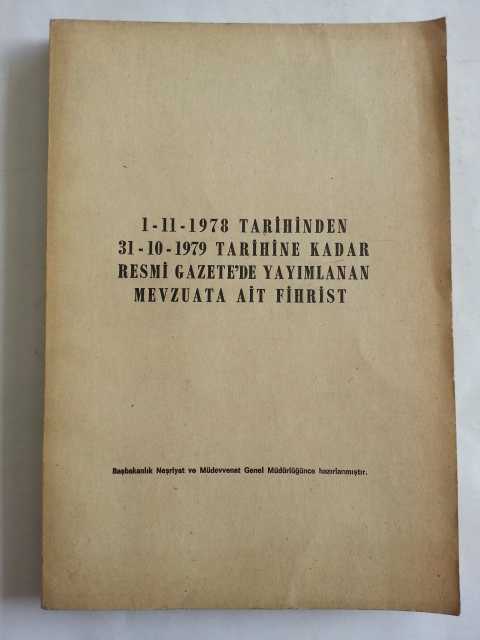 1-11-1978 TARİHİNDEN
31-10-1979 TARİHİNE KADAR
RESMİ GAZETE'DE YAYIMLANAN
MEVZUATA AİT FİHRİST
Başbakanlık Neşriyat ve Müdevvenat Genel Müdürlüğünce hazırlanmıştır.